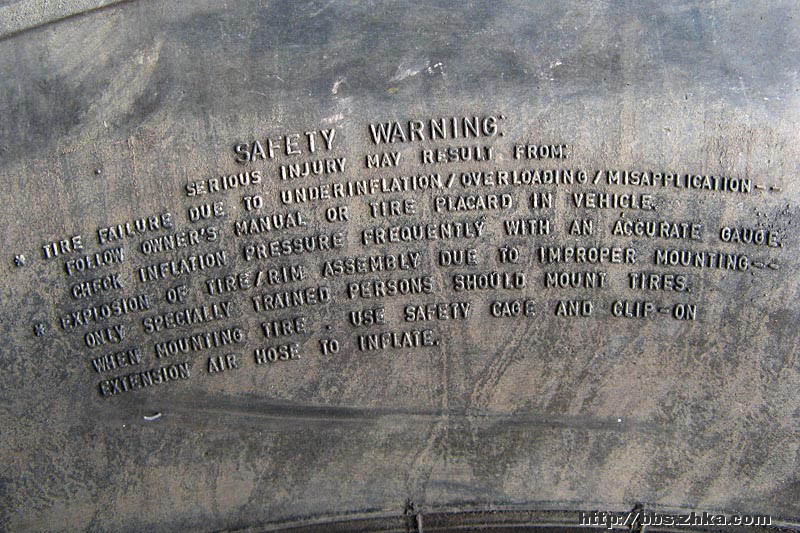 SAFETY WARNING:
SERIOUS INJURY MAY RESULT FROM:
* TIRE FAILURE DUE TO UNDERINFLATION/OVERLOADING/MISAPPLICATION--
FOLLOW OWNER'S MANUAL OR TIRE PLACARD IN VEHICLE.
CHECK INFLATION PRESSURE FREQUENTLY WITH AN ACCURATE GAUGE.
* EXPLOSION OF TIRE/RIM ASSEMBLY DUE TO IMPROPER MOUNTING--
ONLY SPECIALLY TRAINED PERSONS SHOULD MOUNT TIRES.
WHEN MOUNTING TIRE · USE SAFETY CAGE AND CLIP-ON
EXTENSION AIR HOSE TO INFLATE.
http://bbs.zhka.com